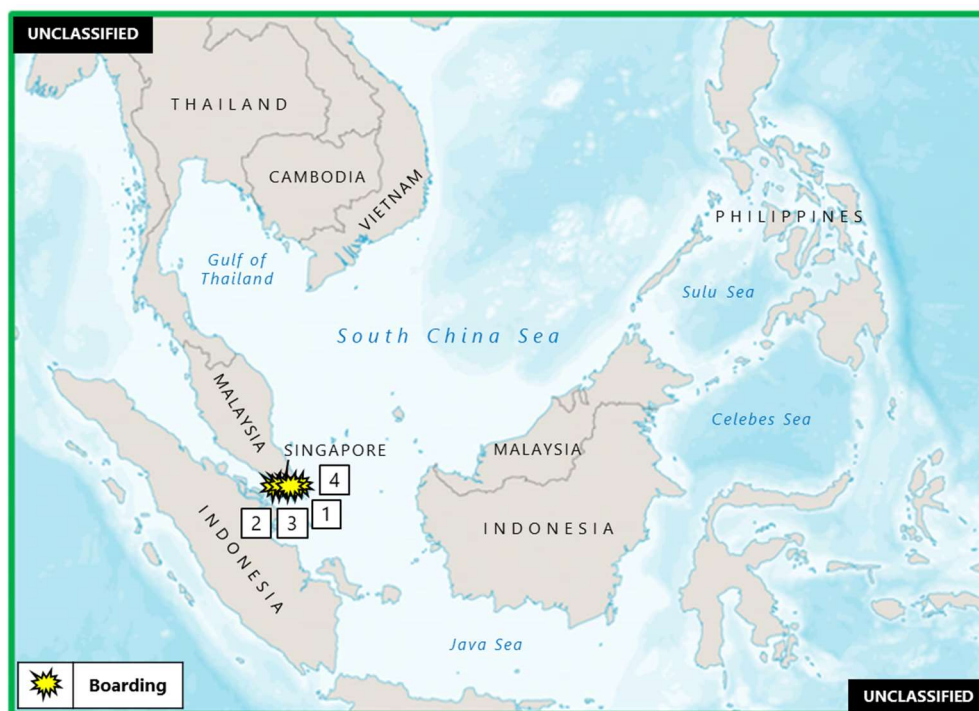 UNCLASSIFIED
THAILAND
CAMBODIA
VIETNAM
PHILIPPINES
Gulf of
Thailand
Sulu Sea
South China Sea
MALAYSIA
Celebes Sea
SINGAPORE
MALAYSIA
4
1
2
3
INDONESIA
INDONESIA
Java Sea
Boarding
UNCLASSIFIED